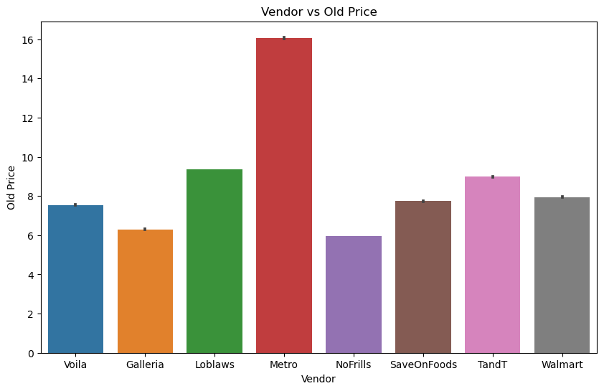 Vendor vs Old Price
16
14
12
10
8
6
4
2
0
Old Price
Voila Galleria Loblaws Metro NoFrills SaveOnFoods TandT Walmart
Vendor